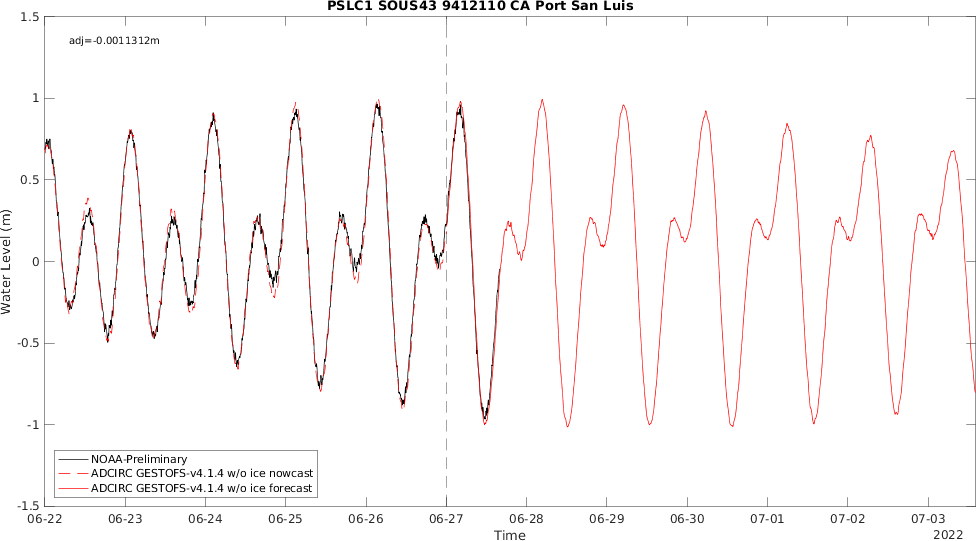 PSLC1 SOUS43 9412110 CA Port San Luis
adj=-0.0011312m
1.5
1
0.5
0
-0.5
-1
-1.5
Water Level (m)
NOAA-Preliminary
ADCIRC GESTOFS-v4.1.4 w/o ice nowcast
ADCIRC GESTOFS-v4.1.4 w/o ice forecast
06-22 06-23 06-24 06-25 06-26 06-27 06-28 06-29 06-30 07-01 07-02 07-03
Time
2022